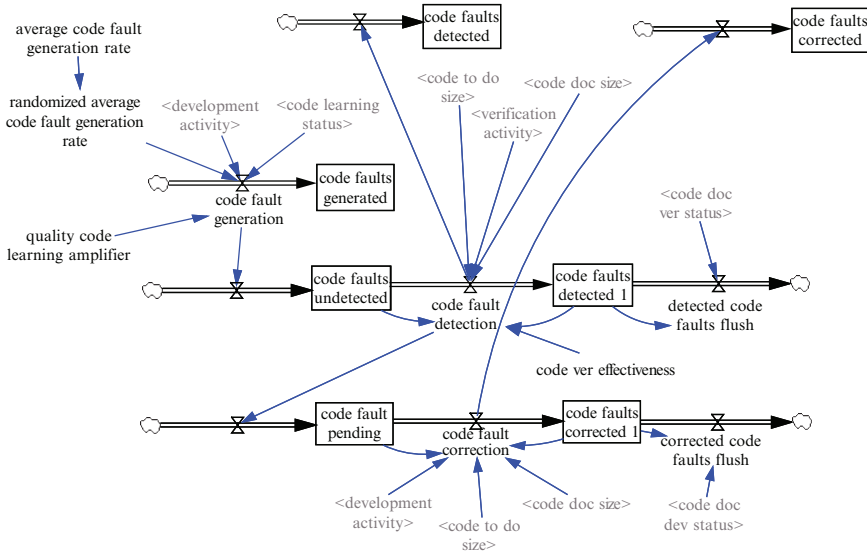 average code fault
generation rate
code faults
detected
code faults
corrected
randomized average
code fault generation
rate
<development
activity>
<code learning
status>
<code to do
size>
<verification
activity>
<code doc size>
code fault
generation
code faults
generated
<code doc
ver status>
quality code
learning amplifier
code faults
undetected
code fault
detection
code faults
detected 1
detected code
faults flush
code ver effectiveness
code fault
pending
code fault
correction
code faults
corrected 1
corrected code
faults flush
<development
activity>
<code to do
size>
<code doc size>
<code doc
dev status>